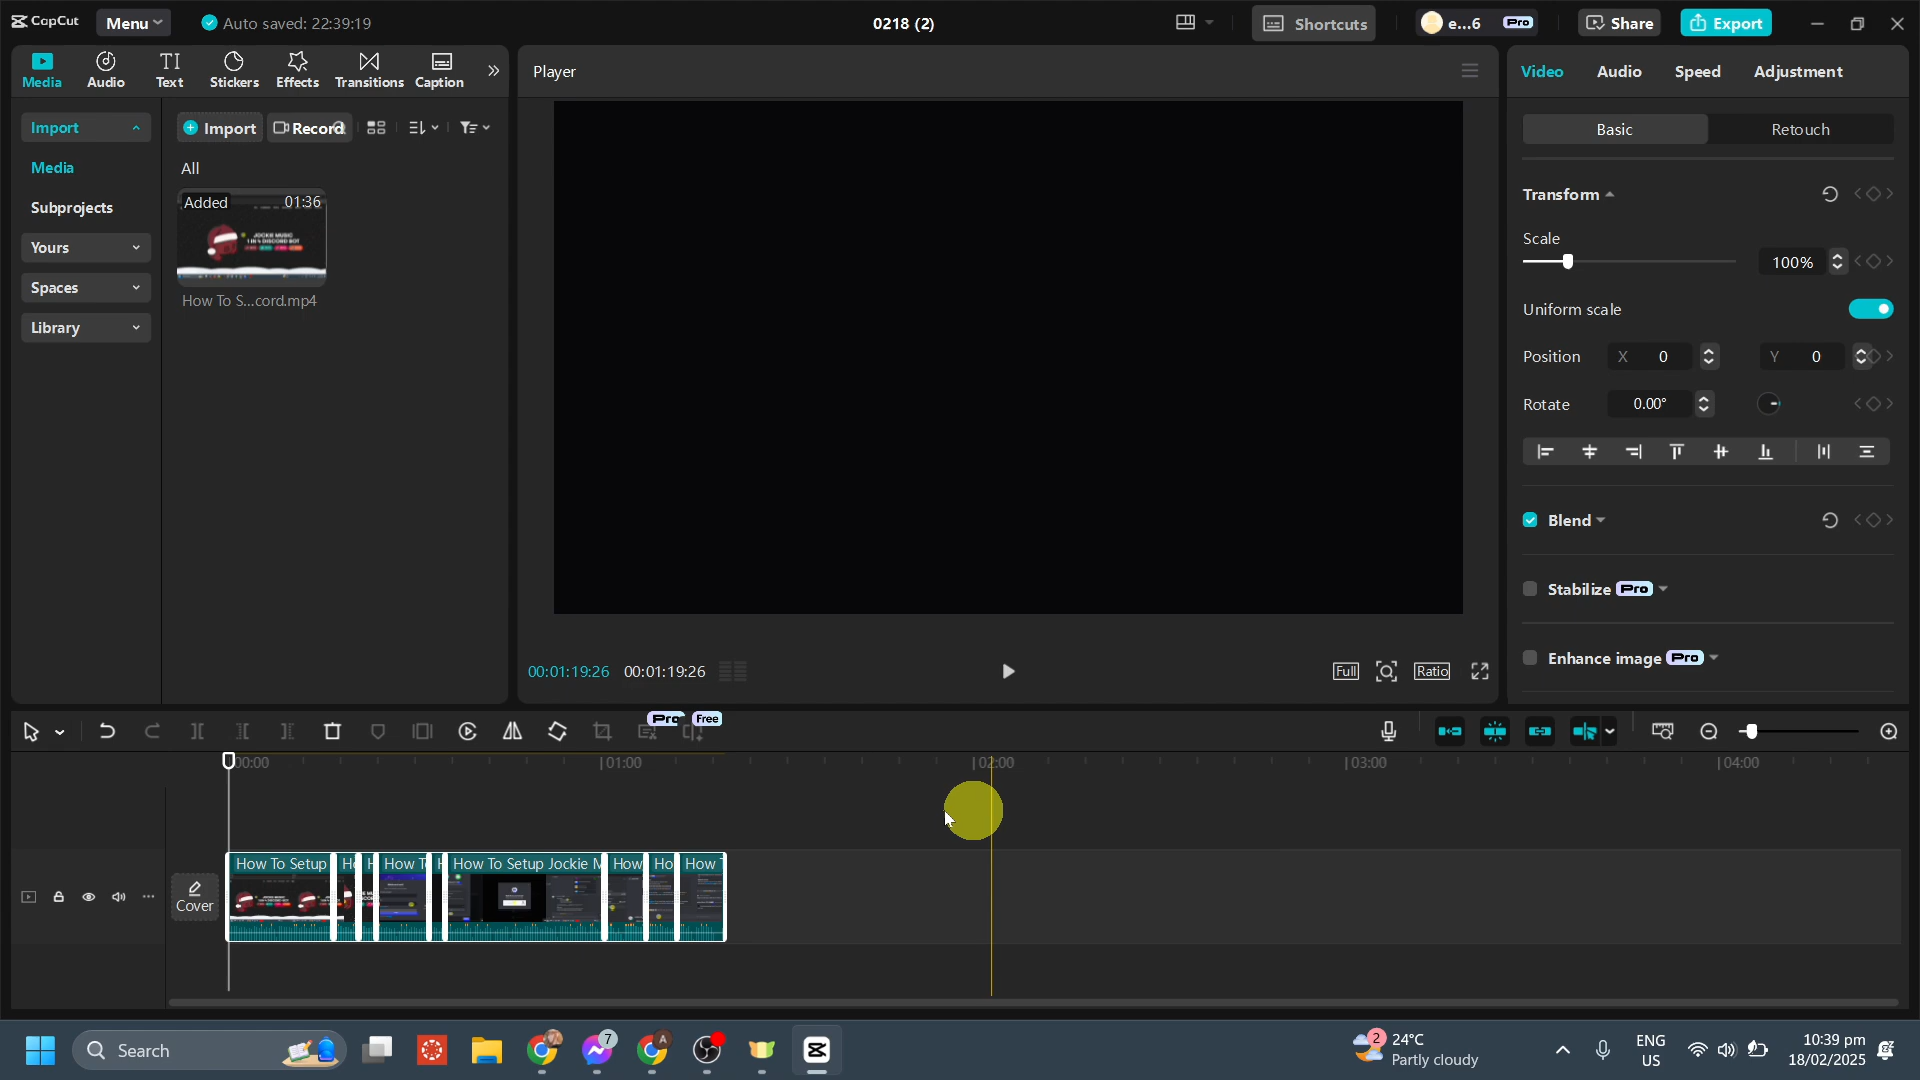 CapCut Menu Auto saved: 22:39:19 0218 (2) Shortcuts e...6 Pro Share Export
Media Audio Text Stickers Effects Transitions Caption
Import
Media
Subprojects
Yours
Spaces
Library
Import Record
All
Added 01:36
JOCKIE MUSIC
How To S...cord.mp4
Player
00:01:19:26 00:01:19:26
Full Ratio
Video Audio Speed Adjustment
Basic Retouch
Transform
Scale
100%
Uniform scale
Position X 0 Y 0
Rotate 0.00°
Blend
Stabilize Pro
Enhance image Pro
Pro Free
00:00 01:00 02:00 03:00 04:00
Cover
How To Setup H How T How To Setup Jockie M How Ho How T
Search
7
A
2
24°C
Partly cloudy
ENG
US
10:39 pm
18/02/2025